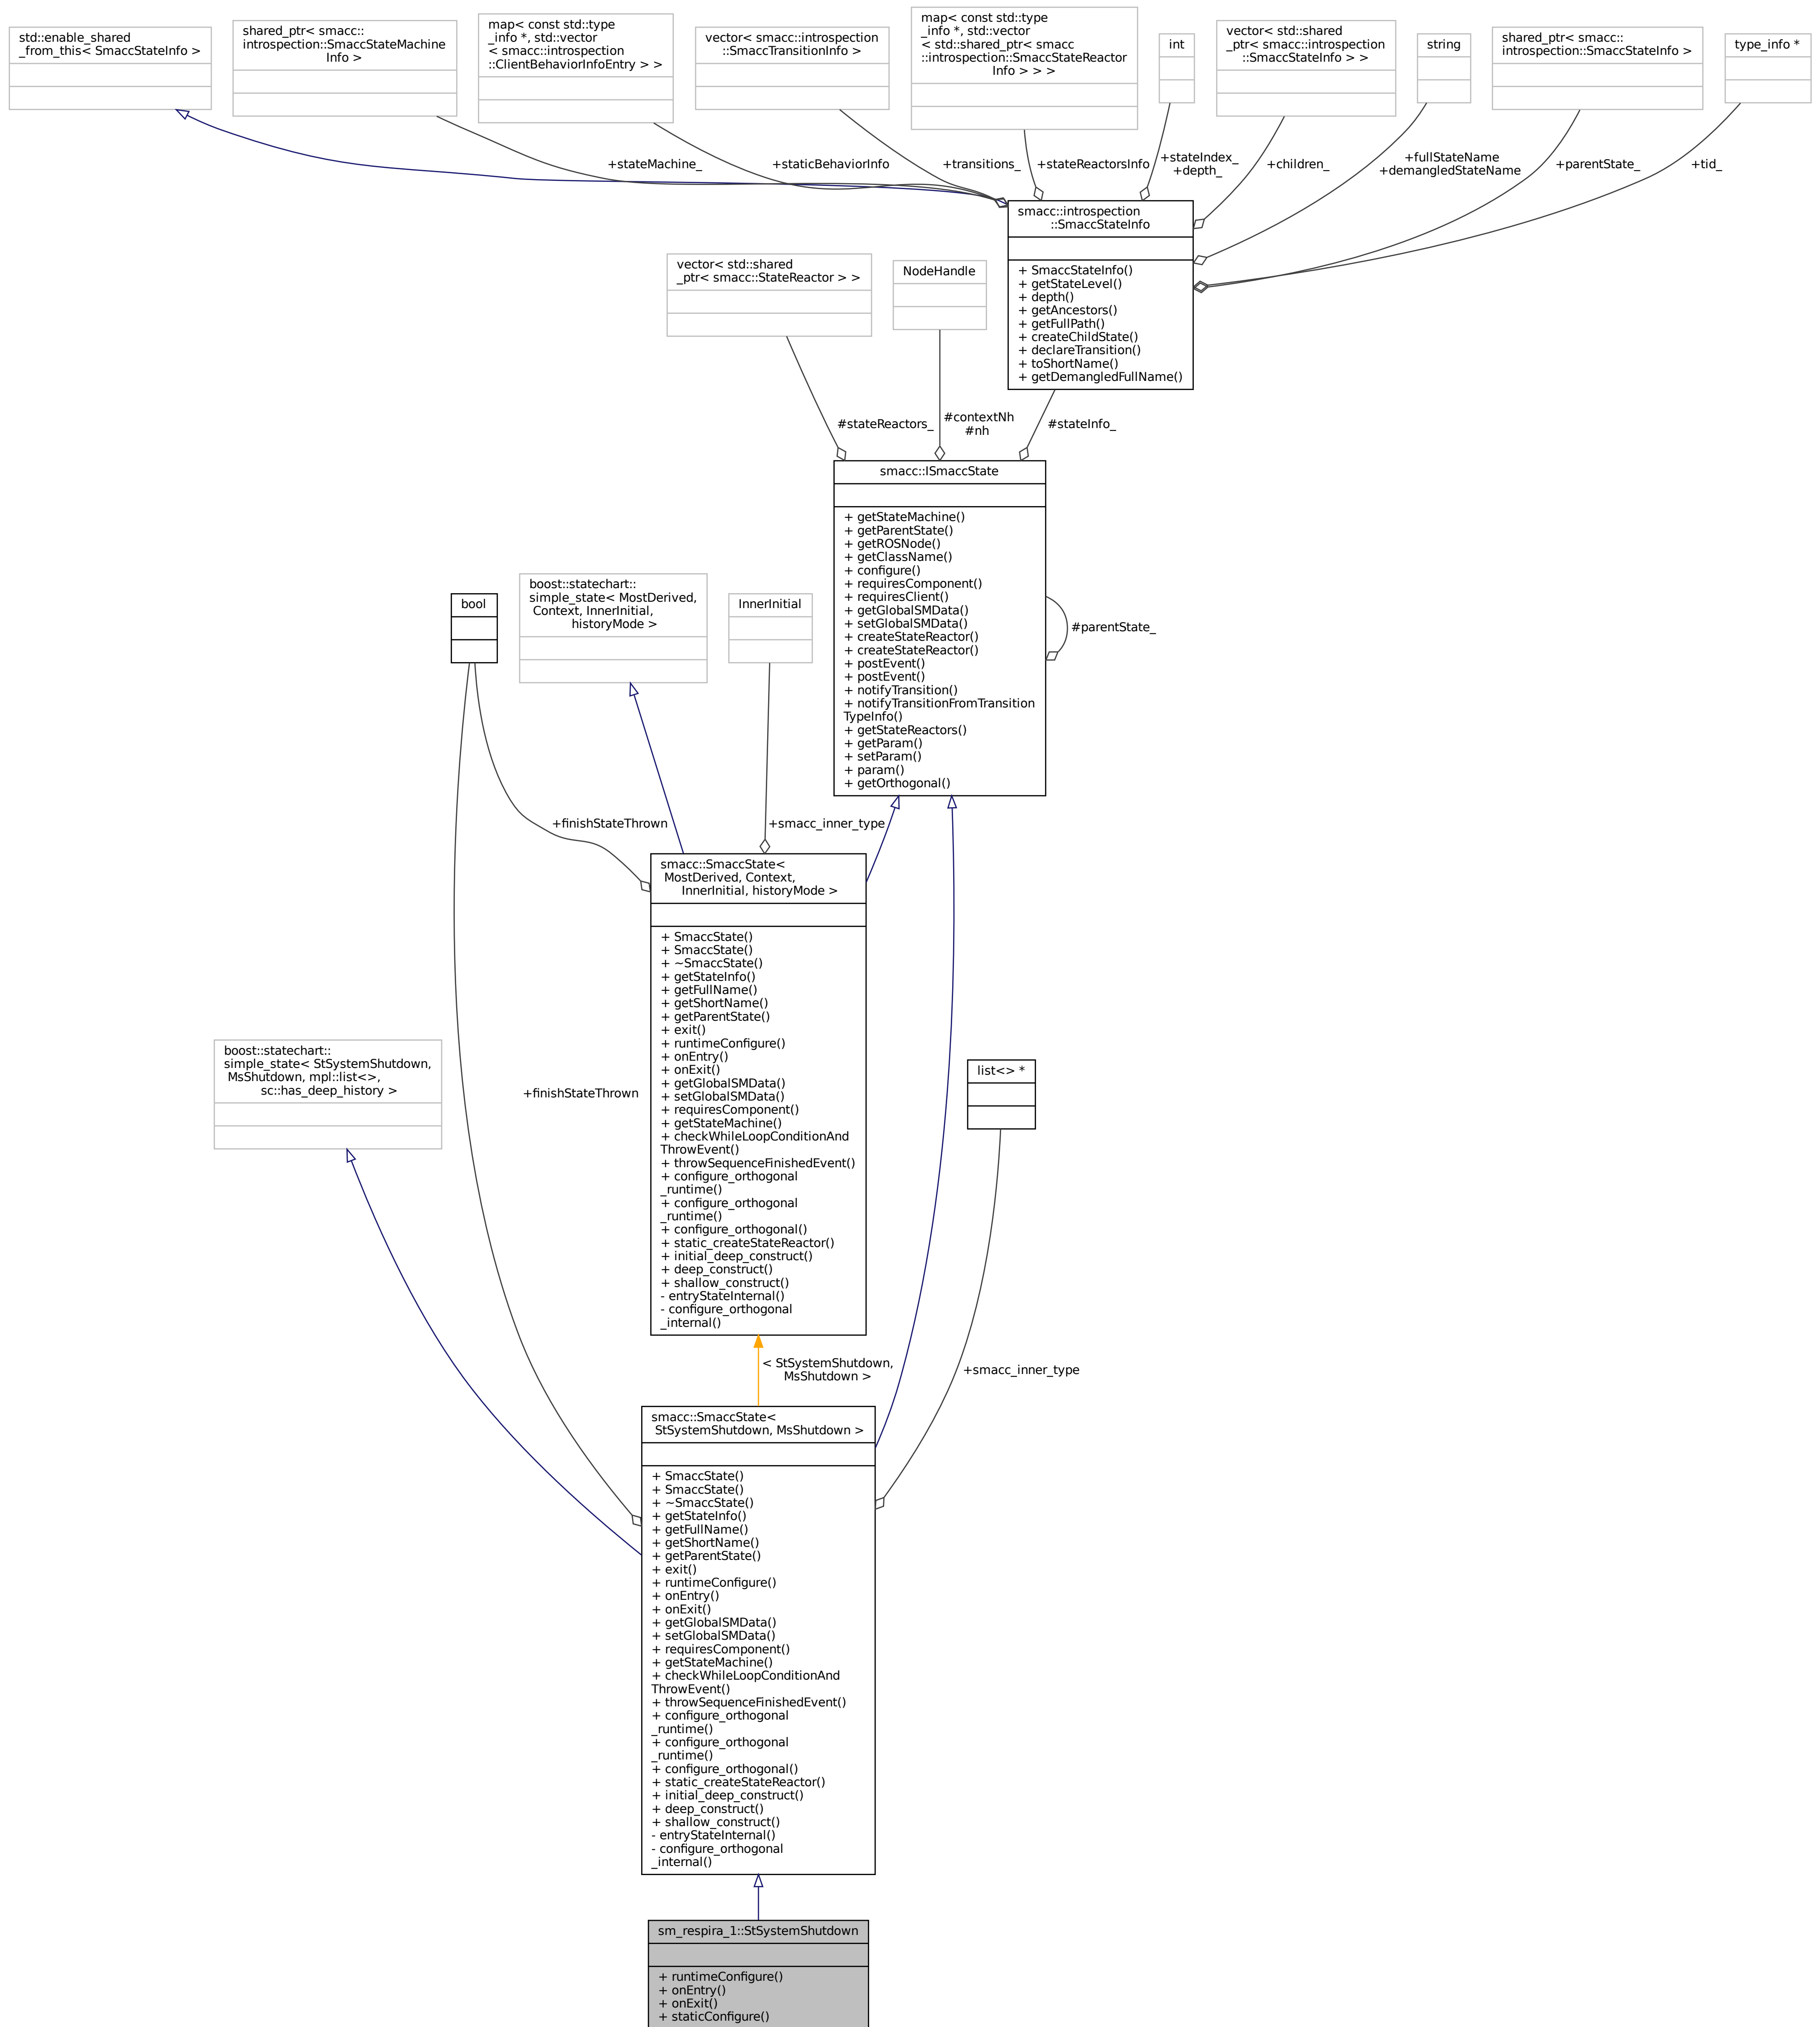 std::enable_shared
_from_this< SmaccStateInfo >
shared_ptr< smacc::
introspection::SmaccStateMachine
Info >
map< const std::type
_info *, std::vector
< smacc::introspection
::ClientBehaviorInfoEntry > >
vector< smacc::introspection
::SmaccTransitionInfo >
map< const std::type
_info *, std::vector
< std::shared_ptr< smacc
::introspection::SmaccStateReactor
Info > > >
int
vector< std::shared
_ptr< smacc::introspection
::SmaccStateInfo > >
string
shared_ptr< smacc::
introspection::SmaccStateInfo >
type_info *
+stateMachine_
+staticBehaviorInfo
+transitions_
+stateReactorsInfo
+stateIndex_
+depth_
+children_
+fullStateName
+demangledStateName
+parentState_
+tid_
smacc::introspection
::SmaccStateInfo
+ SmaccStateInfo()
+ getStateLevel()
+ depth()
+ getAncestors()
+ getFullPath()
+ createChildState()
+ declareTransition()
+ toShortName()
+ getDemangledFullName()
vector< std::shared
_ptr< smacc::StateReactor > >
NodeHandle
#stateReactors_
#contextNh
#nh
#stateInfo_
smacc::ISmaccState
+ getStateMachine()
+ getParentState()
+ getROSNode()
+ getClassName()
+ configure()
+ requiresComponent()
+ requiresClient()
+ getGlobalSMData()
+ setGlobalSMData()
+ createStateReactor()
+ createStateReactor()
+ postEvent()
+ postEvent()
+ notifyTransition()
+ notifyTransitionFromTransition
TypeInfo()
+ getStateReactors()
+ getParam()
+ setParam()
+ param()
+ getOrthogonal()
#parentState_
bool
boost::statechart::
simple_state< MostDerived,
Context, InnerInitial,
historyMode >
InnerInitial
+finishStateThrown
+smacc_inner_type
smacc::SmaccState<
MostDerived, Context,
InnerInitial, historyMode >
+ SmaccState()
+ SmaccState()
+ ~SmaccState()
+ getStateInfo()
+ getFullName()
+ getShortName()
+ getParentState()
+ exit()
+ runtimeConfigure()
+ onEntry()
+ onExit()
+ getGlobalSMData()
+ setGlobalSMData()
+ requiresComponent()
+ getStateMachine()
+ checkWhileLoopConditionAnd
ThrowEvent()
+ throwSequenceFinishedEvent()
+ configure_orthogonal
_runtime()
+ configure_orthogonal
_runtime()
+ configure_orthogonal()
+ static_createStateReactor()
+ initial_deep_construct()
+ deep_construct()
+ shallow_construct()
- entryStateInternal()
- configure_orthogonal
_internal()
boost::statechart::
simple_state< StSystemShutdown,
MsShutdown, mpl::list<>,
sc::has_deep_history >
+finishStateThrown
list<> *
< StSystemShutdown,
MsShutdown >
+smacc_inner_type
smacc::SmaccState<
StSystemShutdown, MsShutdown >
+ SmaccState()
+ SmaccState()
+ ~SmaccState()
+ getStateInfo()
+ getFullName()
+ getShortName()
+ getParentState()
+ exit()
+ runtimeConfigure()
+ onEntry()
+ onExit()
+ getGlobalSMData()
+ setGlobalSMData()
+ requiresComponent()
+ getStateMachine()
+ checkWhileLoopConditionAnd
ThrowEvent()
+ throwSequenceFinishedEvent()
+ configure_orthogonal
_runtime()
+ configure_orthogonal
_runtime()
+ configure_orthogonal()
+ static_createStateReactor()
+ initial_deep_construct()
+ deep_construct()
+ shallow_construct()
- entryStateInternal()
- configure_orthogonal
_internal()
sm_respira_1::StSystemShutdown
+ runtimeConfigure()
+ onEntry()
+ onExit()
+ staticConfigure()